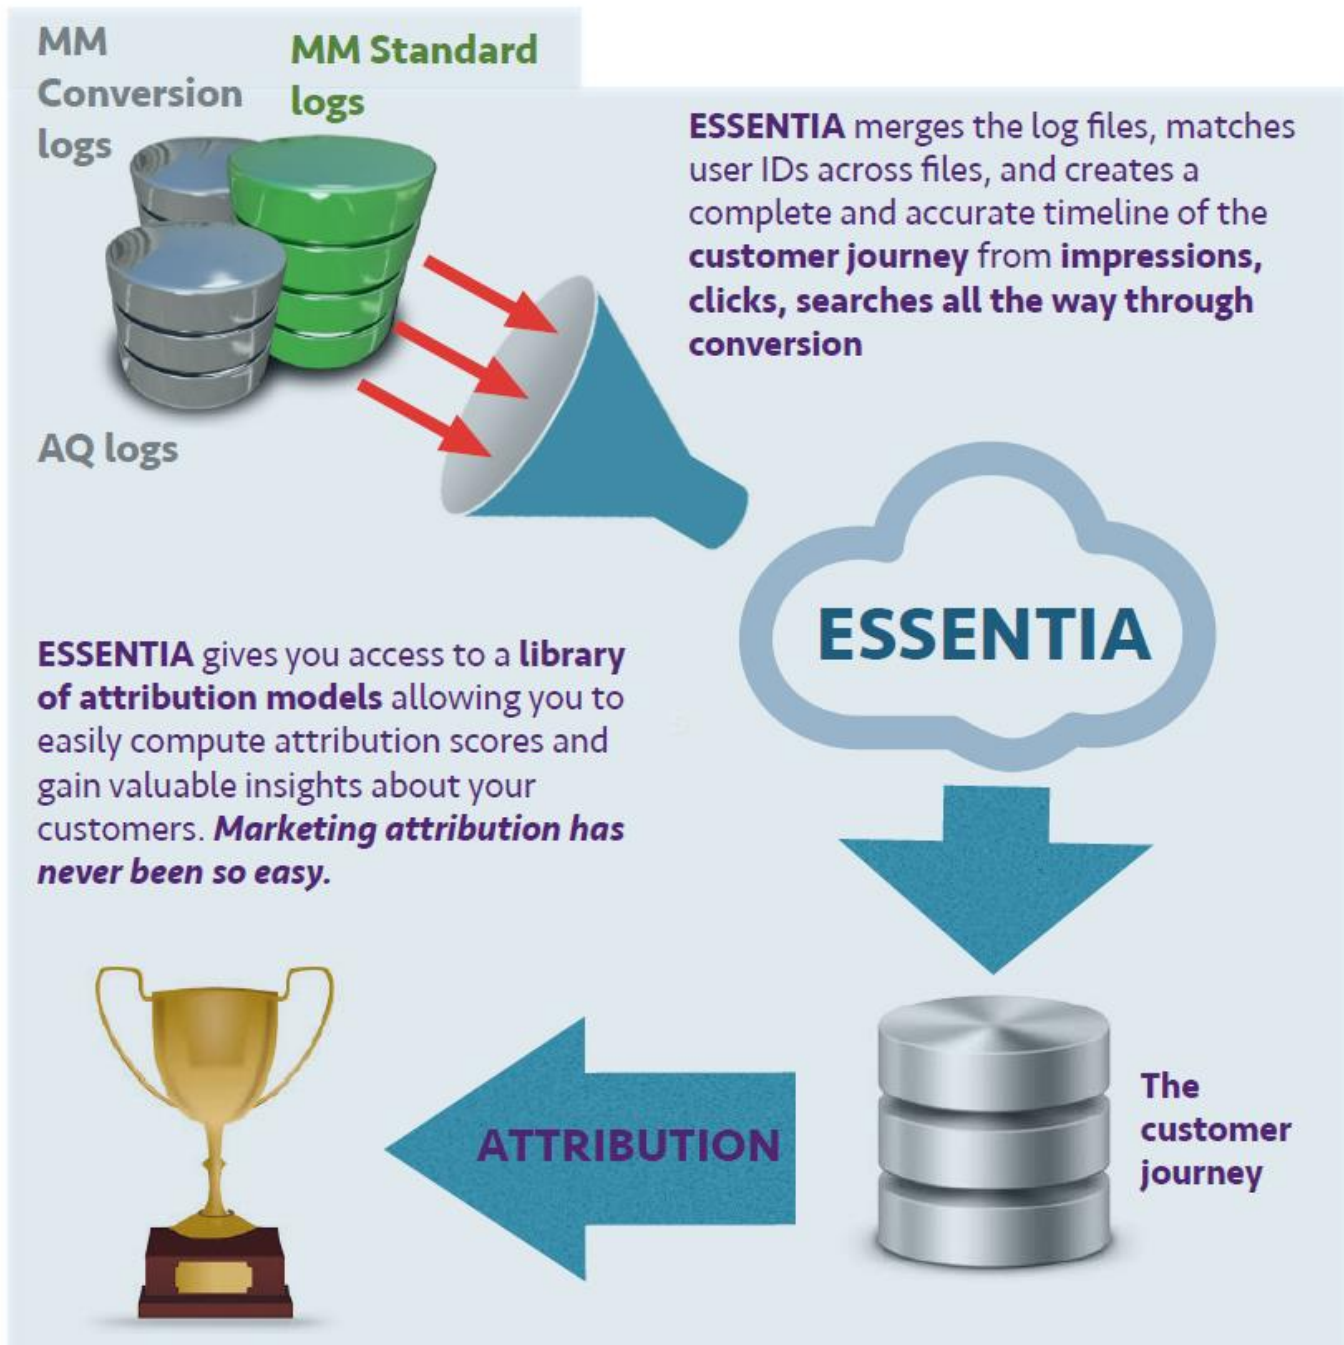 MM
Conversion
logs
MM Standard
logs
AQ logs
ESSENTIA merges the log files, matches
user IDs across files, and creates a
complete and accurate timeline of the
customer journey from impressions,
clicks, searches all the way through
conversion
ESSENTIA
ESSENTIA gives you access to a library
of attribution models allowing you to
easily compute attribution scores and
gain valuable insights about your
customers. Marketing attribution has
never been so easy.
The
customer
journey
ATTRIBUTION